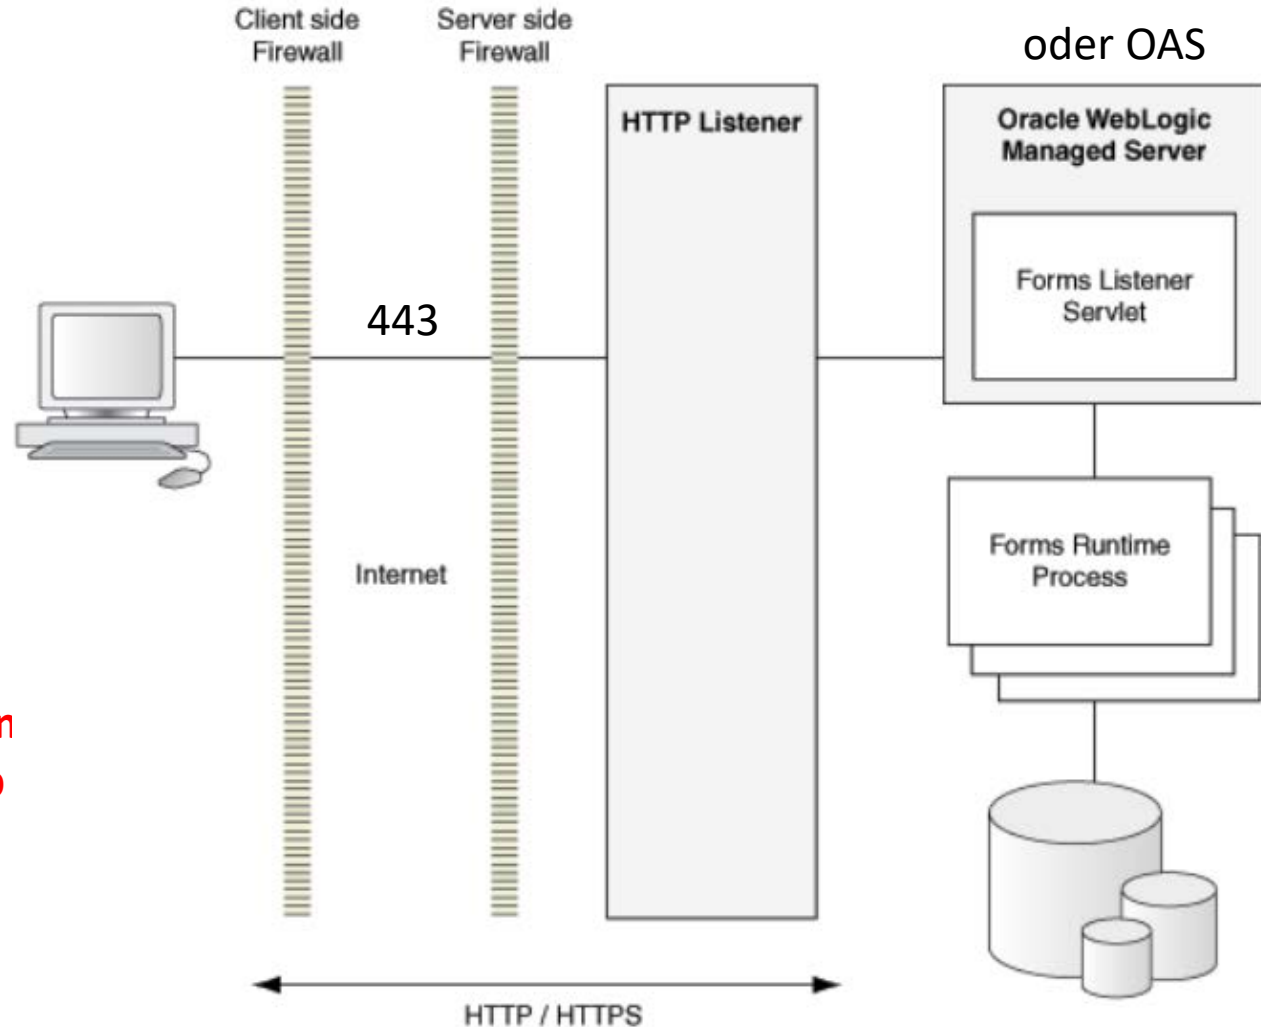 Client side
Firewall
Server side
Firewall
oder OAS
HTTP Listener
Oracle WebLogic
Managed Server
Forms Listener
Servlet
443
Internet
Forms Runtime
Process
HTTP / HTTPS